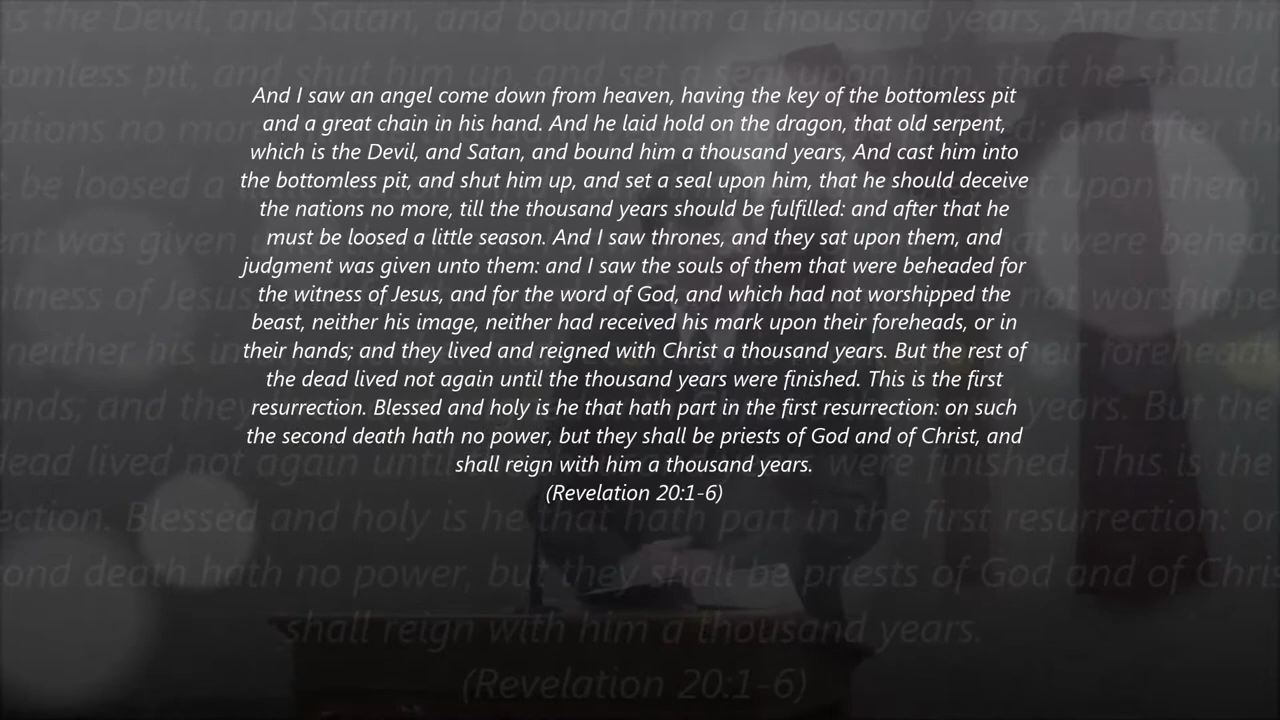 And I saw an angel come down from heaven, having the key of the bottomless pit
and a great chain in his hand. And he laid hold on the dragon, that old serpent,
which is the Devil, and Satan, and bound him a thousand years, And cast him into
the bottomless pit, and shut him up, and set a seal upon him, that he should deceive
the nations no more, till the thousand years should be fulfilled: and after that he
must be loosed a little season. And I saw thrones, and they sat upon them, and
judgment was given unto them: and I saw the souls of them that were beheaded for
the witness of Jesus, and for the word of God, and which had not worshipped the
beast, neither his image, neither had received his mark upon their foreheads, or in
their hands; and they lived and reigned with Christ a thousand years. But the rest of
the dead lived not again until the thousand years were finished. This is the first
resurrection. Blessed and holy is he that hath part in the first resurrection: on such
the second death hath no power, but they shall be priests of God and of Christ, and
shall reign with him a thousand years.
(Revelation 20:1-6)
shall reign with him a thousand years.
(Revelation 20:1-6)